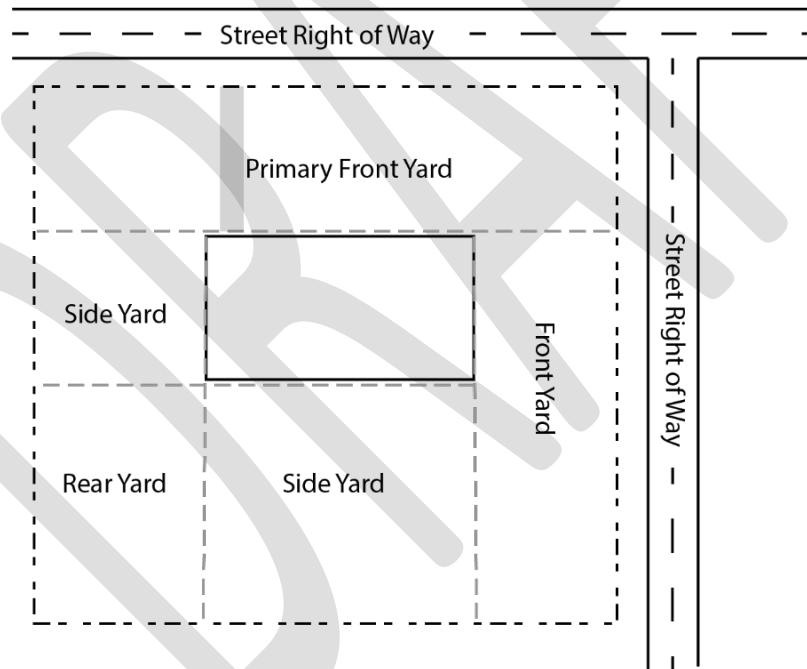 Street Right of Way
Primary Front Yard
Side Yard
Front Yard
Street Right of Way
Rear Yard
Side Yard
DRAFT